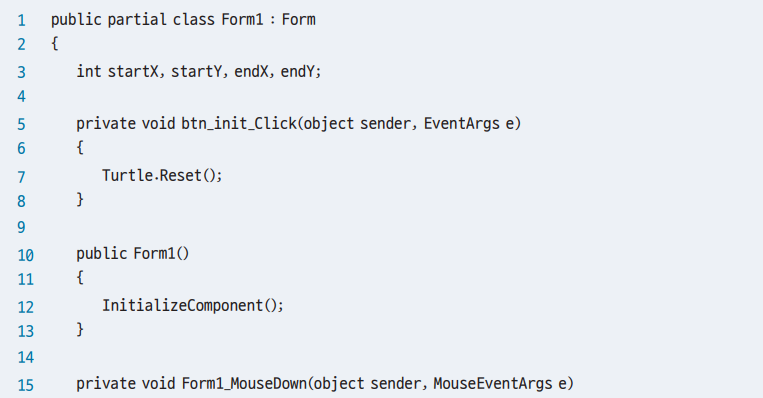 1 public partial class Form1 : Form
2 {
3 int startX, startY, endX, endY;
4
5 private void btn_init_Click(object sender, EventArgs e)
6 {
7 Turtle.Reset();
8 }
9
10 public Form1()
11 {
12 InitializeComponent();
13 }
14
15 private void Form1_MouseDown(object sender, MouseEventArgs e)